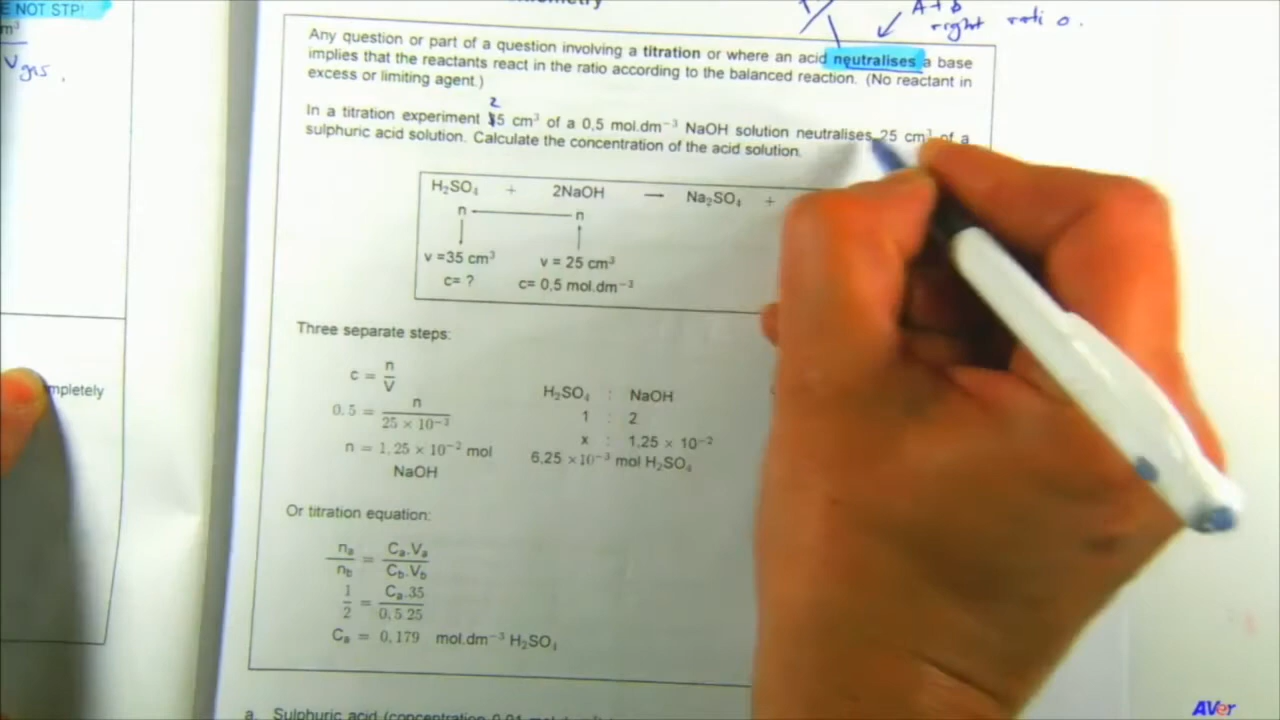 E NOT STP!
m³
Vgas.
A + b
right ratio.
Any question or part of a question involving a titration or where an acid neutralises a base
implies that the reactants react in the ratio according to the balanced reaction. (No reactant in
excess or limiting agent.)
2
In a titration experiment 5 cm³ of a 0,5 mol.dm⁻³ NaOH solution neutralises 25 cm³ of a
sulphuric acid solution. Calculate the concentration of the acid solution.
H₂SO₄ + 2NaOH → Na₂SO₄ +
n n
v =35 cm³ v = 25 cm³
c= ? c= 0,5 mol.dm⁻³
Three separate steps:
c = n/V
0.5 = n/25 × 10⁻³
n = 1,25 × 10⁻² mol
NaOH
H₂SO₄ : NaOH
1 : 2
x : 1,25 × 10⁻²
6,25 ×10⁻³ mol H₂SO₄
Or titration equation:
nₐ/n_b = Cₐ.Vₐ/C_b.V_b
1/2 = Cₐ.35/0,5 25
Cₐ = 0,179 mol.dm⁻³ H₂SO₄
mpletely
a. Sulphuric acid (concentration 0,01
AVer